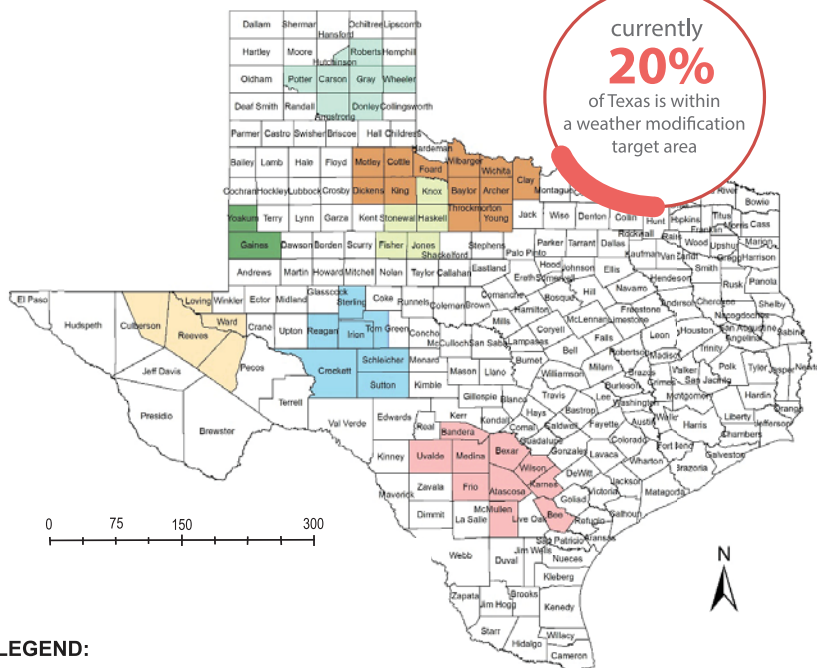 currently
20%
of Texas is within
a weather modification
target area
Dallam Sherman Hansford Ochiltree Lipscomb
Hartley Moore Hutchinson Roberts Hemphill
Oldham Potter Carson Gray Wheeler
Deaf Smith Randall Armstrong Donley Collingsworth
Parmer Castro Swisher Briscoe Hall Childress
Hardeman
Bailey Lamb Hale Floyd Motley Cottle Foard Wilbarger Wichita Clay
Cochran Hockley Lubbock Crosby Dickens King Knox Baylor Archer Montague
Yoakum Terry Lynn Garza Kent Stonewall Haskell Throckmorton Young Jack Wise Denton Collin Hunt Hopkins Franklin Titus Morris Cass Bowie
Gaines Dawson Borden Scurry Fisher Jones Shackelford Stephens Palo Pinto Parker Tarrant Dallas Rockwall Rains Wood Upshur Marion
Andrews Martin Howard Mitchell Nolan Taylor Callahan Eastland Erath Hood Somervell Johnson Ellis Kaufman Van Zandt Smith Gregg Harrison
El Paso Hudspeth Culberson Reeves Loving Winkler Ector Midland Glasscock Sterling Coke Runnels Coleman Brown Comanche Hamilton Bosque Hill Navarro Henderson Rusk Panola
Ward Crane Upton Reagan Irion Tom Green Concho McCulloch San Saba Mills Lampasas Coryell McLennan Limestone Freestone Anderson Cherokee Nacogdoches Shelby
Jeff Davis Pecos Crockett Schleicher Menard Mason Llano Burnet Bell Falls Robertson Leon Madison Houston Trinity Angelina San Augustine Sabine
Presidio Brewster Terrell Sutton Kimble Gillespie Blanco Williamson Milam Burleson Brazos Grimes Walker San Jacinto Polk Tyler Jasper Newton
Val Verde Edwards Real Kerr Kendall Hays Travis Bastrop Lee Washington Montgomery Liberty Hardin Orange
Bandera Comal Caldwell Fayette Austin Waller Harris Chambers Jefferson
Kinney Uvalde Medina Bexar Guadalupe Gonzales Lavaca Colorado Fort Bend Galveston
Maverick Zavala Frio Atascosa Wilson Karnes DeWitt Jackson Wharton Brazoria
Dimmit La Salle McMullen Live Oak Bee Goliad Victoria Calhoun Matagorda
Refugio Aransas
San Patricio
Webb Duval Jim Wells Nueces
Kleberg
Zapata Jim Hogg Brooks Kenedy
Starr Hidalgo Willacy
Cameron
0 75 150 300
N
LEGEND: